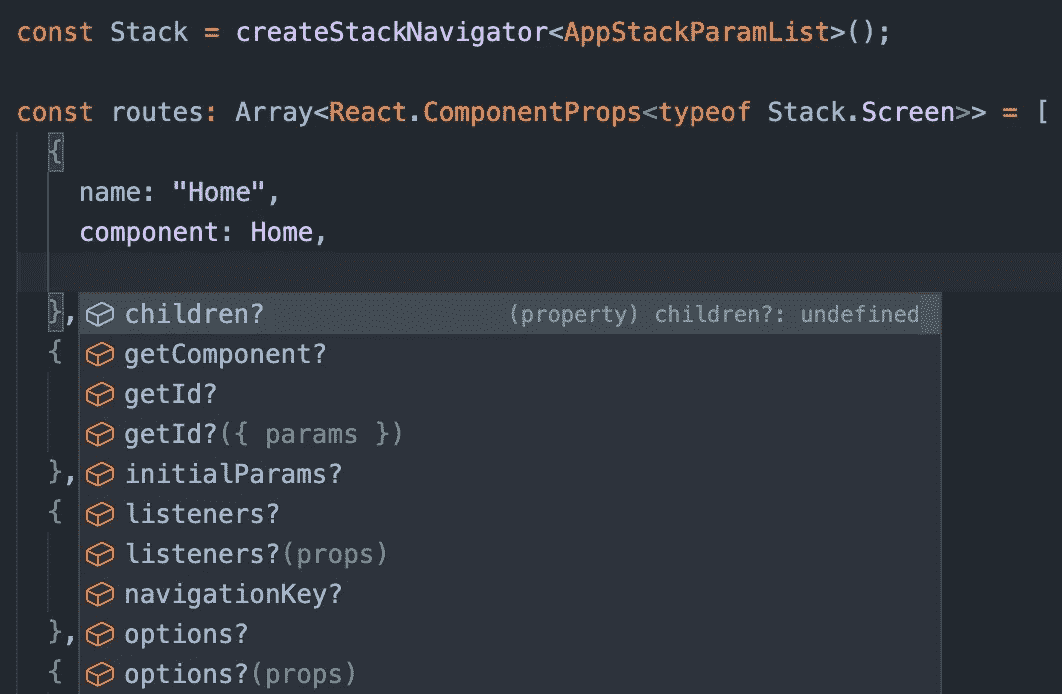 const Stack = createStackNavigator<AppStackParamList>();
const routes: Array<React.ComponentProps<typeof Stack.Screen>> = [
{
name: "Home",
component: Home,
}, children? (property) children?: undefined
{ getComponent?
getId?
getId?({ params })
}, initialParams?
{ listeners?
listeners?(props)
navigationKey?
}, options?
{ options?(props)